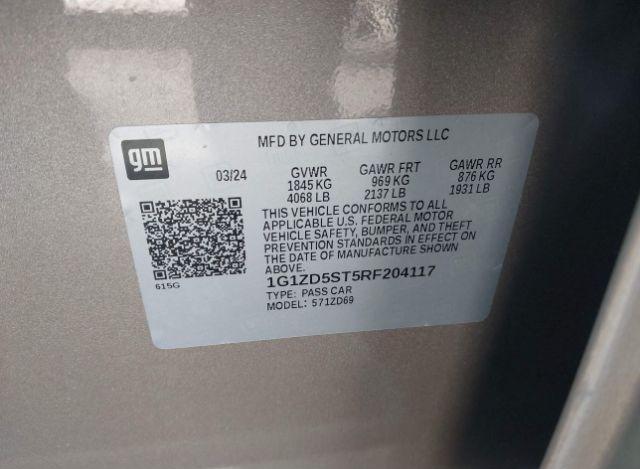 gm
MFD BY GENERAL MOTORS LLC
03/24
GVWR
1845 KG
4068 LB
GAWR FRT
969 KG
2137 LB
GAWR RR
876 KG
1931 LB
THIS VEHICLE CONFORMS TO ALL
APPLICABLE U.S. FEDERAL MOTOR
VEHICLE SAFETY, BUMPER, AND THEFT
PREVENTION STANDARDS IN EFFECT ON
THE DATE OF MANUFACTURE SHOWN
ABOVE.
615G
1G1ZD5ST5RF204117
TYPE: PASS CAR
MODEL: 571ZD69